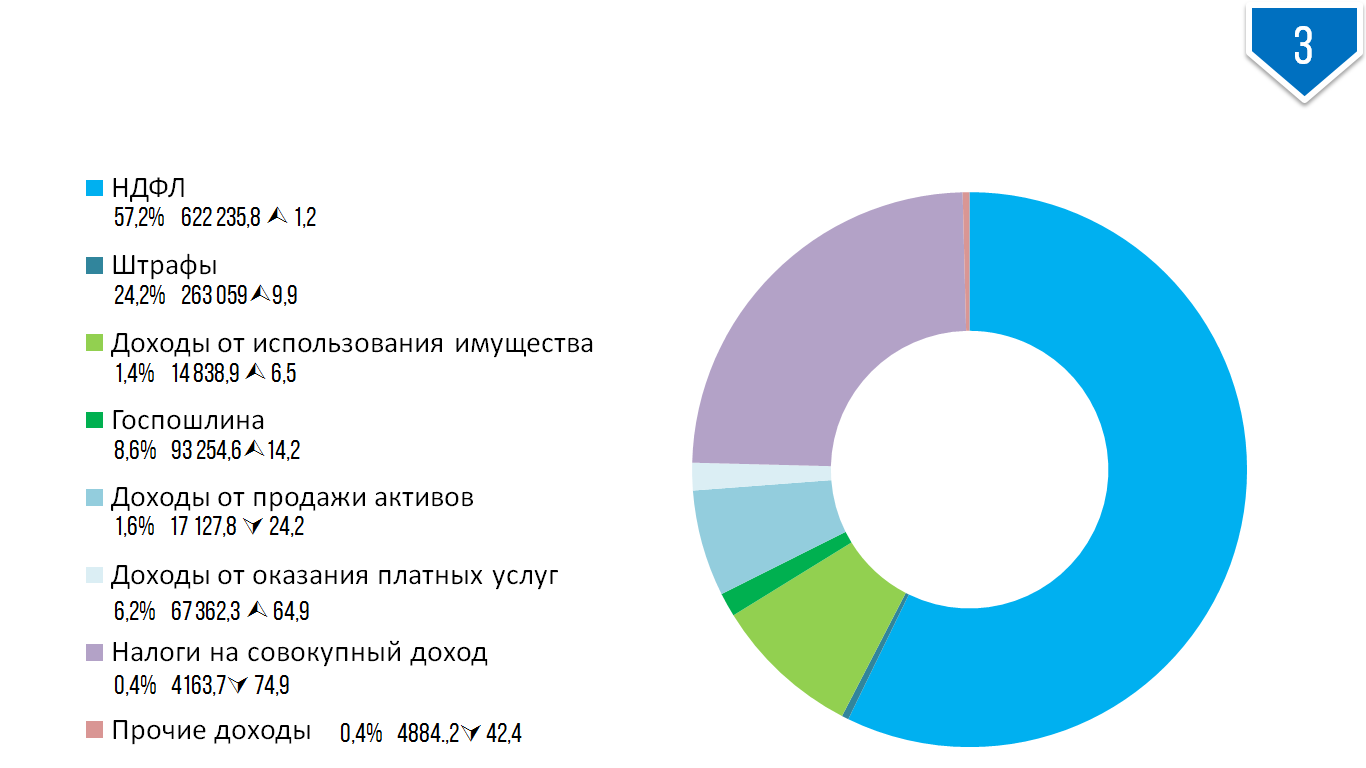 3
НДФЛ
57,2% 622 235,8 ⮝ 1,2
Штрафы
24,2% 263 059⮝9,9
Доходы от использования имущества
1,4% 14 838,9 ⮝ 6,5
Госпошлина
8,6% 93 254,6⮝14,2
Доходы от продажи активов
1,6% 17 127,8 ⮟ 24,2
Доходы от оказания платных услуг
6,2% 67 362,3 ⮝ 64,9
Налоги на совокупный доход
0,4% 4163,7⮟ 74,9
Прочие доходы 0,4% 4884.,2⮟ 42,4